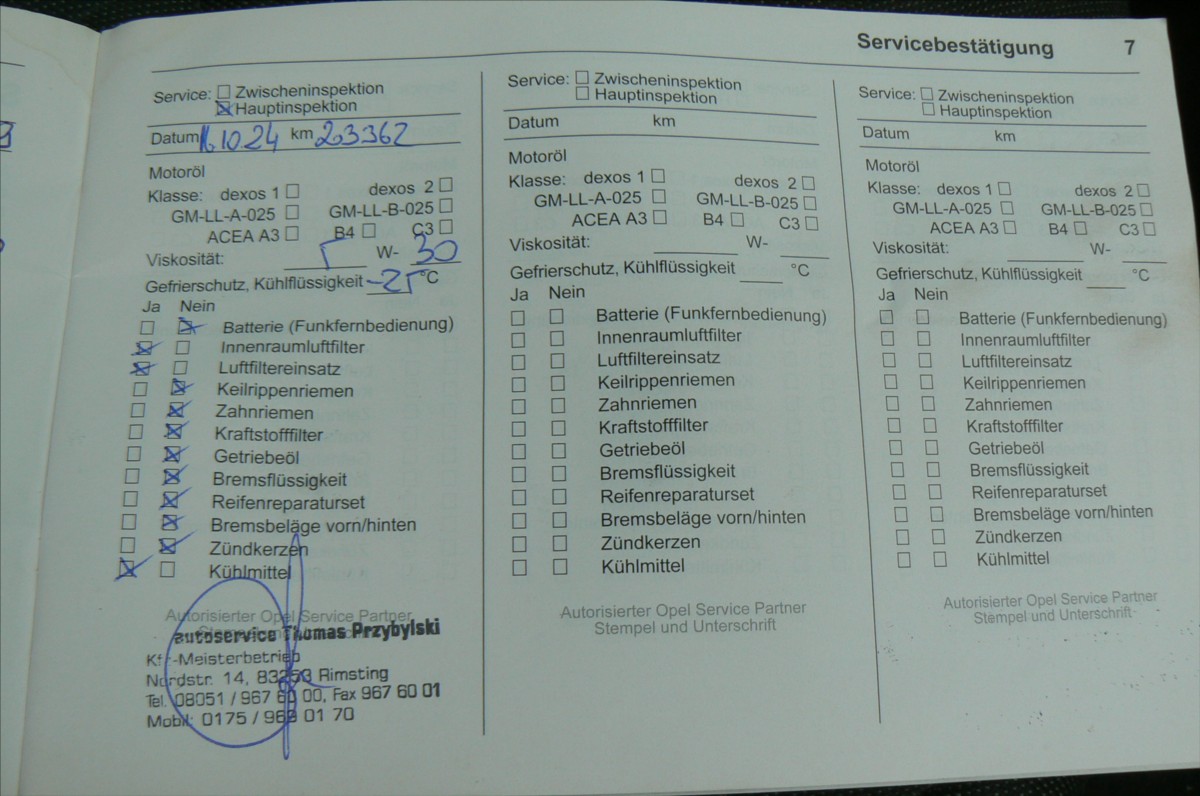 Servicebestätigung 7
Service: ☐ Zwischeninspektion
☒ Hauptinspektion
Datum 16.10.24 km 203362
Motoröl
Klasse: dexos 1 ☐ dexos 2 ☐
GM-LL-A-025 ☐ GM-LL-B-025 ☐
ACEA A3 ☐ B4 ☐ C3 ☐
Viskosität: 5 W- 30
Gefrierschutz, Kühlflüssigkeit -25 °C
Ja Nein
☐ ☒ Batterie (Funkfernbedienung)
☒ ☐ Innenraumluftfilter
☒ ☐ Luftfiltereinsatz
☐ ☒ Keilrippenriemen
☐ ☒ Zahnriemen
☐ ☒ Kraftstofffilter
☐ ☒ Getriebeöl
☐ ☒ Bremsflüssigkeit
☐ ☒ Reifenreparaturset
☐ ☒ Bremsbeläge vorn/hinten
☐ ☒ Zündkerzen
☒ ☐ Kühlmittel
Autorisierter Opel Service Partner
autoservice Thomas Przybylski
Kfz-Meisterbetrieb
Nordstr. 14, 83253 Rimsting
Tel. 08051 / 967 60 00, Fax 967 60 01
Mobil: 0175 / 969 01 70
Service: ☐ Zwischeninspektion
☐ Hauptinspektion
Datum km
Motoröl
Klasse: dexos 1 ☐ dexos 2 ☐
GM-LL-A-025 ☐ GM-LL-B-025 ☐
ACEA A3 ☐ B4 ☐ C3 ☐
Viskosität: W-
Gefrierschutz, Kühlflüssigkeit °C
Ja Nein
☐ ☐ Batterie (Funkfernbedienung)
☐ ☐ Innenraumluftfilter
☐ ☐ Luftfiltereinsatz
☐ ☐ Keilrippenriemen
☐ ☐ Zahnriemen
☐ ☐ Kraftstofffilter
☐ ☐ Getriebeöl
☐ ☐ Bremsflüssigkeit
☐ ☐ Reifenreparaturset
☐ ☐ Bremsbeläge vorn/hinten
☐ ☐ Zündkerzen
☐ ☐ Kühlmittel
Autorisierter Opel Service Partner
Stempel und Unterschrift
Service: ☐ Zwischeninspektion
☐ Hauptinspektion
Datum km
Motoröl
Klasse: dexos 1 ☐ dexos 2 ☐
GM-LL-A-025 ☐ GM-LL-B-025 ☐
ACEA A3 ☐ B4 ☐ C3 ☐
Viskosität: W-
Gefrierschutz, Kühlflüssigkeit °C
Ja Nein
☐ ☐ Batterie (Funkfernbedienung)
☐ ☐ Innenraumluftfilter
☐ ☐ Luftfiltereinsatz
☐ ☐ Keilrippenriemen
☐ ☐ Zahnriemen
☐ ☐ Kraftstofffilter
☐ ☐ Getriebeöl
☐ ☐ Bremsflüssigkeit
☐ ☐ Reifenreparaturset
☐ ☐ Bremsbeläge vorn/hinten
☐ ☐ Zündkerzen
☐ ☐ Kühlmittel
Autorisierter Opel Service Partner
Stempel und Unterschrift